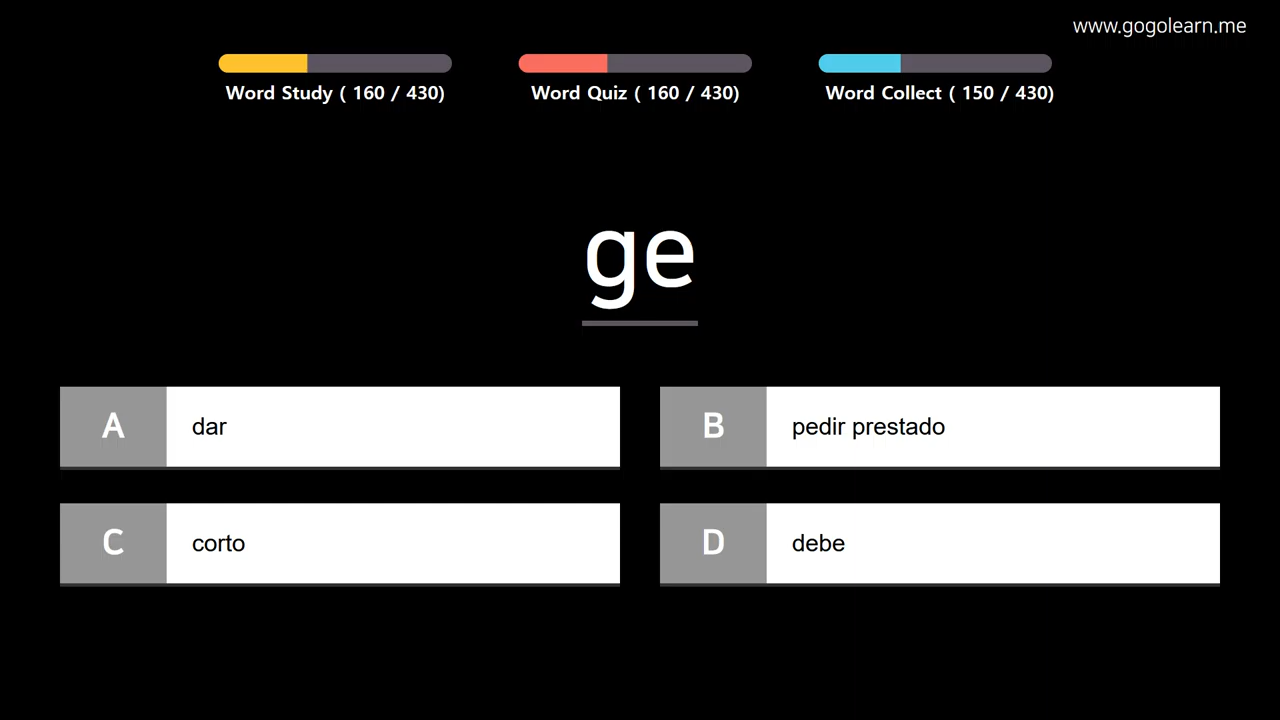 www.gogolearn.me
Word Study ( 160 / 430)
Word Quiz ( 160 / 430)
Word Collect ( 150 / 430)
ge
A dar
B pedir prestado
C corto
D debe